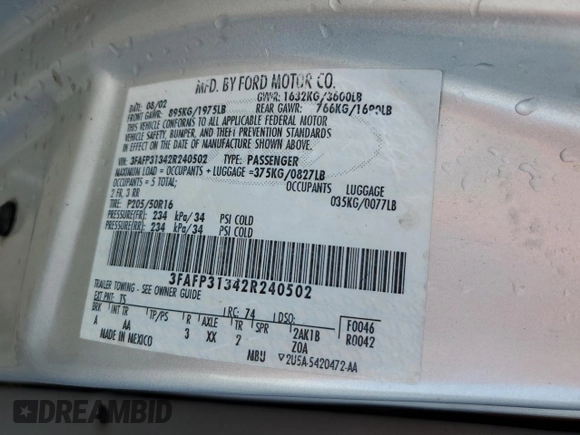 MFD. BY FORD MOTOR CO.
DATE: 08/02 GVWR: 1632KG/3600LB
FRONT GAWR: 895KG/1975LB REAR GAWR: 766KG/1690LB
THIS VEHICLE CONFORMS TO ALL APPLICABLE FEDERAL MOTOR
VEHICLE SAFETY, BUMPER, AND THEFT PREVENTION STANDARDS
IN EFFECT ON THE DATE OF MANUFACTURE SHOWN ABOVE.
VIN: 3FAFP31342R240502 TYPE: PASSENGER
MAXIMUM LOAD = OCCUPANTS + LUGGAGE =375KG/0827LB
OCCUPANTS = 5 TOTAL; OCCUPANTS LUGGAGE
2 FR, 3 RR 035KG/0077LB
TIRE: P205/50R16
PRESSURE(FR): 234 kPa/34 PSI COLD
PRESSURE(RR): 234 kPa/34 PSI COLD
3FAFP31342R240502
TRAILER TOWING - SEE OWNER GUIDE
EXT PNT: TS RC: 74 DSO: F0046
BRK INT TR TP/PS R AXLE TR SPR 2AK1B R0042
A AA 3 XX 2 Z0A
MADE IN MEXICO MBU 2U5A-5420472-AA
DREAMBID